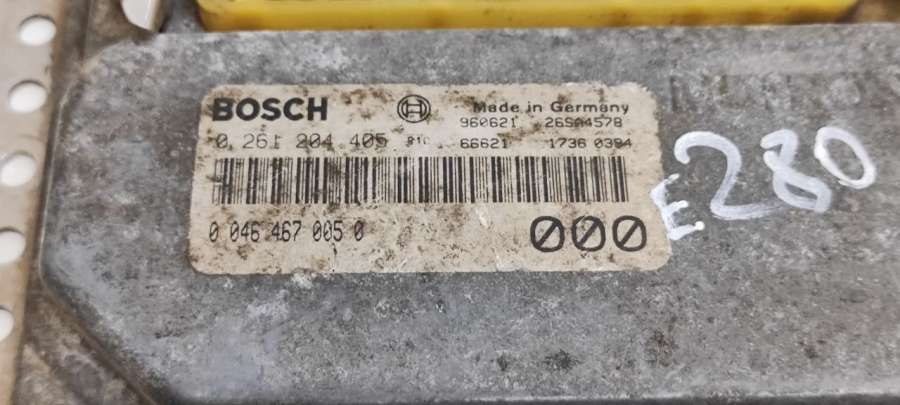 BOSCH Made in Germany
960621 26SA4578
0 261 204 405 66621 1736 0394
0 046 467 005 0 000
E280